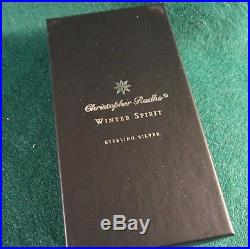 Christopher Radko®
WINTER SPIRIT
STERLING SILVER